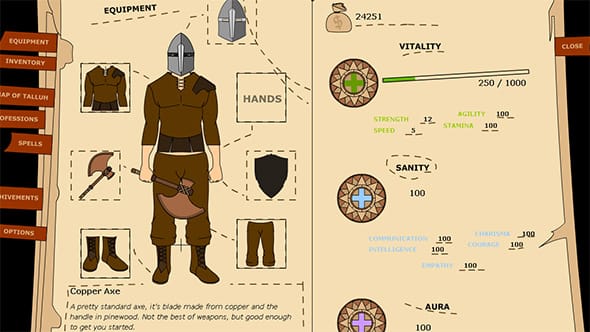 EQUIPMENT
24251
EQUIPMENT
INVENTORY
MAP OF TALLUH
ROFESSIONS
SPELLS
HIVEMENTS
OPTIONS
HANDS
Copper Axe
A pretty standard axe, it's blade made from copper and the
handle in pinewood. Not the best of weapons, but good enough
to get you started.
CLOSE
VITALITY
250 / 1000
STRENGTH 12 AGILITY 100
SPEED 5 STAMINA 100
SANITY
100
COMMUNICATION 100 CHARISMA 100
INTELLIGENCE 100 COURAGE 100
EMPATHY 100
AURA
100